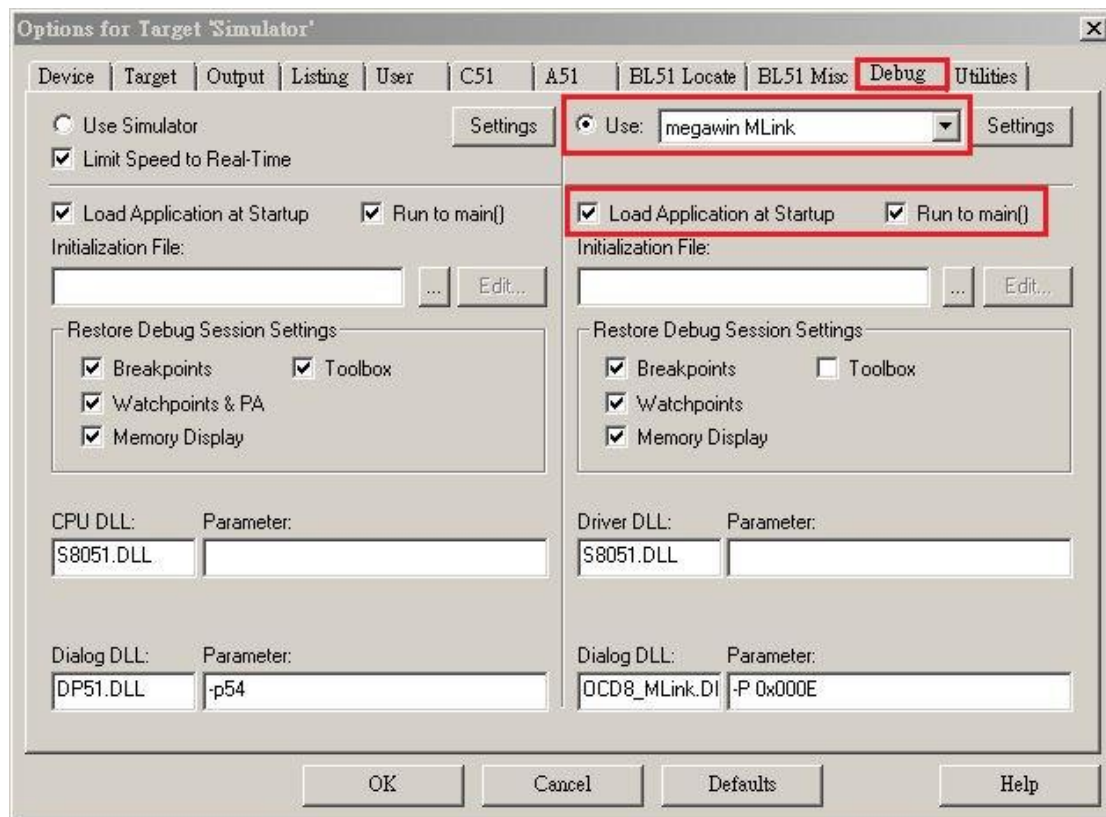 Options for Target 'Simulator'
Device Target Output Listing User C51 A51 BL51 Locate BL51 Misc Debug Utilities
Use Simulator Settings Use: megawin MLink Settings
Limit Speed to Real-Time
Load Application at Startup Run to main() Load Application at Startup Run to main()
Initialization File: Initialization File:
... Edit... ... Edit...
Restore Debug Session Settings Restore Debug Session Settings
Breakpoints Toolbox Breakpoints Toolbox
Watchpoints & PA Watchpoints
Memory Display Memory Display
CPU DLL: Parameter: Driver DLL: Parameter:
S8051.DLL S8051.DLL
Dialog DLL: Parameter: Dialog DLL: Parameter:
DP51.DLL -p54 OCD8_MLink.Dl -P 0x000E
OK Cancel Defaults Help